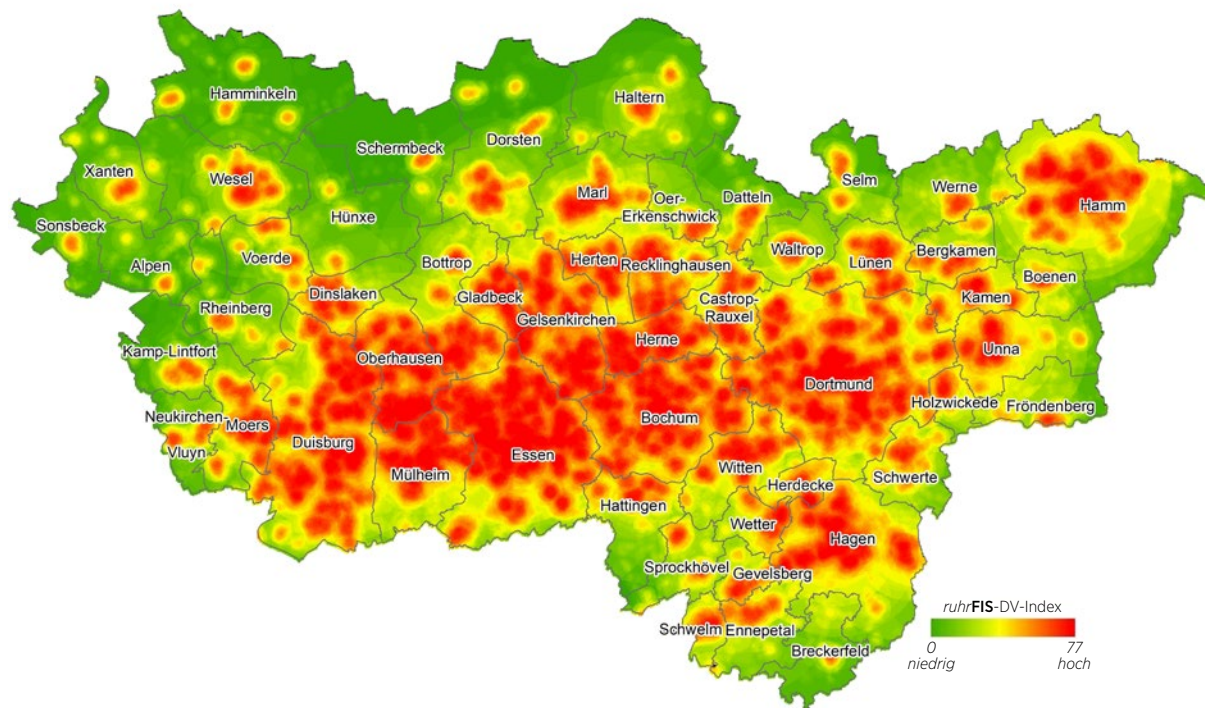 Hamminkeln
Haltern
Schermbeck
Dorsten
Xanten
Wesel
Marl
Oer-
Erkenschwick
Datteln
Selm
Werne
Hamm
Sonsbeck
Hünxe
Alpen
Voerde
Bottrop
Herten
Recklinghausen
Waltrop
Lünen
Bergkamen
Boenen
Rheinberg
Dinslaken
Gladbeck
Gelsenkirchen
Castrop-
Rauxel
Kamen
Kamp-Lintfort
Oberhausen
Herne
Unna
Dortmund
Neukirchen-
Vluyn
Moers
Duisburg
Mülheim
Essen
Bochum
Holzwickede
Fröndenberg
Witten
Herdecke
Schwerte
Hattingen
Wetter
Hagen
Sprockhövel
Gevelsberg
Schwelm
Ennepetal
Breckerfeld
ruhrFIS-DV-Index
0
77
niedrig
hoch